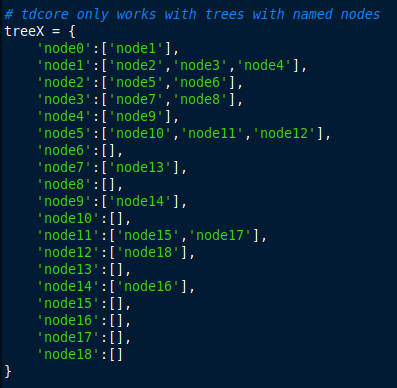 # tdcore only works with trees with named nodes
treeX = {
    'node0':['node1'],
    'node1':['node2','node3','node4'],
    'node2':['node5','node6'],
    'node3':['node7','node8'],
    'node4':['node9'],
    'node5':['node10','node11','node12'],
    'node6':[],
    'node7':['node13'],
    'node8':[],
    'node9':['node14'],
    'node10':[],
    'node11':['node15','node17'],
    'node12':['node18'],
    'node13':[],
    'node14':['node16'],
    'node15':[],
    'node16':[],
    'node17':[],
    'node18':[]
}